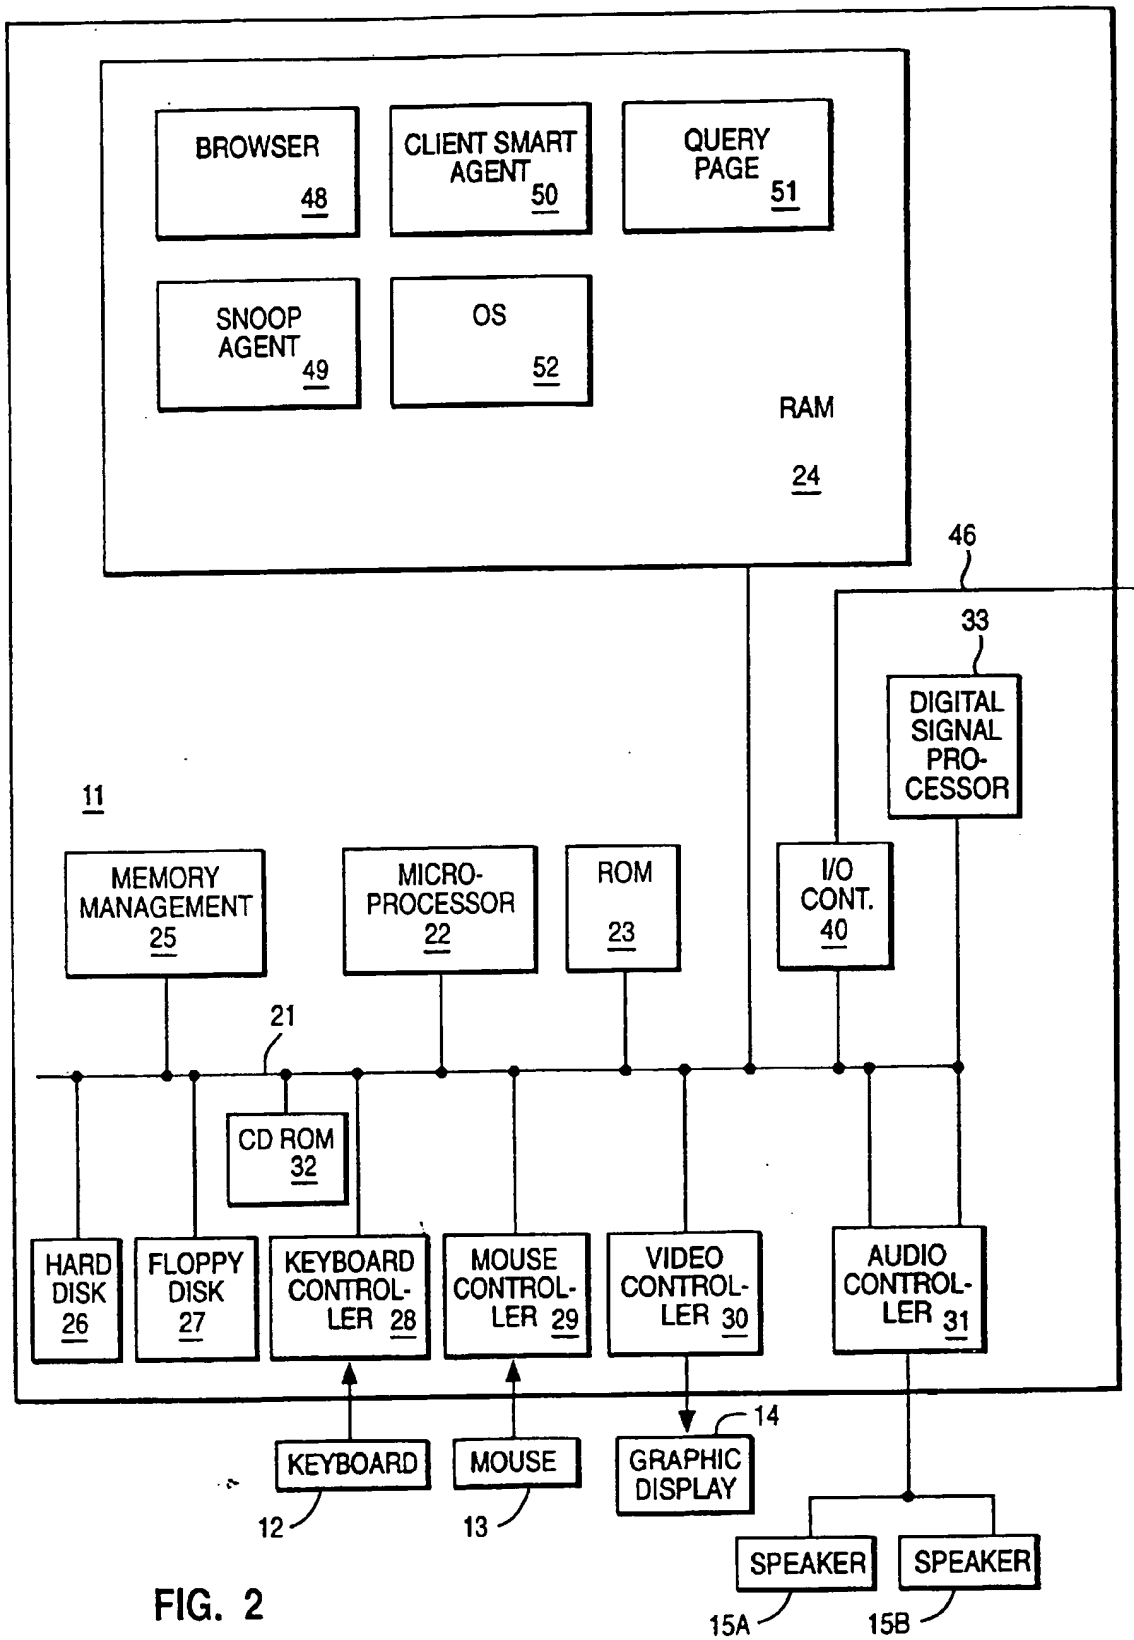 BROWSER
48
CLIENT SMART
AGENT
50
QUERY
PAGE
51
SNOOP
AGENT
49
OS
52
RAM
24
46
33
DIGITAL
SIGNAL
PRO-
CESSOR
11
MEMORY
MANAGEMENT
25
MICRO-
PROCESSOR
22
ROM
23
I/O
CONT.
40
21
CD ROM
32
HARD
DISK
26
FLOPPY
DISK
27
KEYBOARD
CONTROL-
LER 28
MOUSE
CONTROL-
LER 29
VIDEO
CONTROL-
LER 30
AUDIO
CONTROL-
LER 31
KEYBOARD
12
MOUSE
13
14
GRAPHIC
DISPLAY
SPEAKER
15A
SPEAKER
15B
FIG. 2